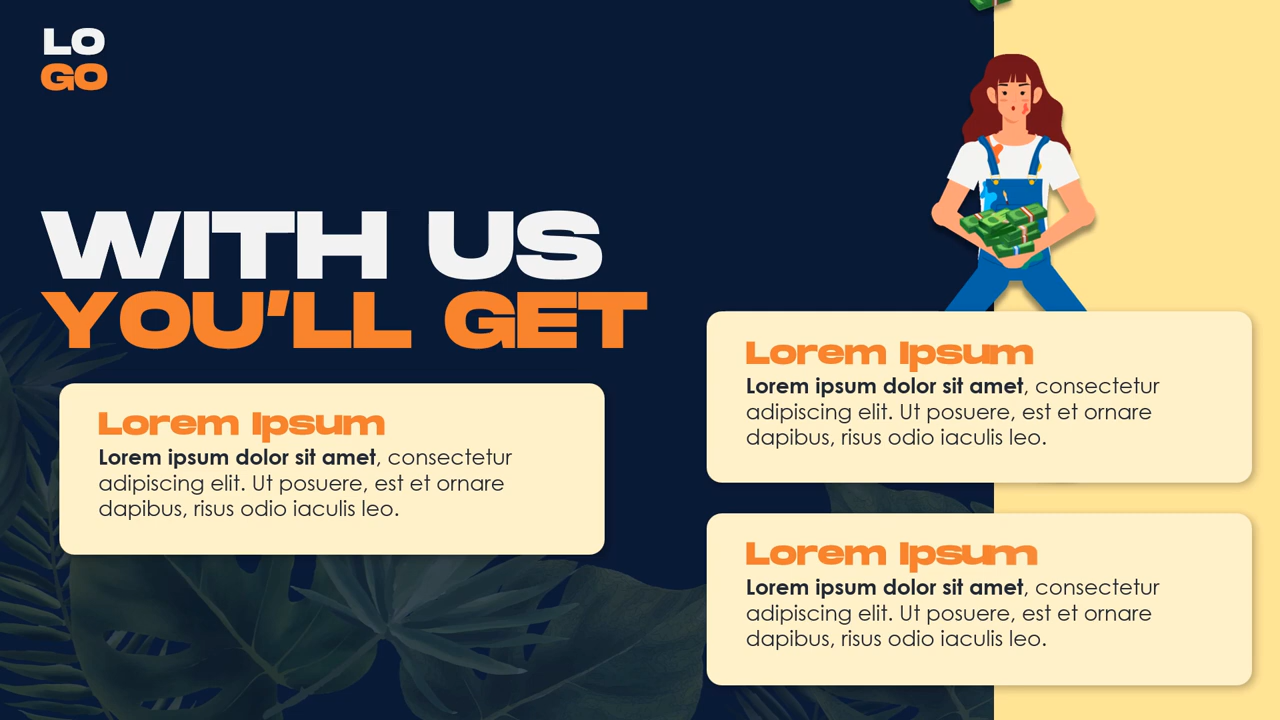 LO
GO
WITH US
YOU'LL GET
Lorem Ipsum
Lorem ipsum dolor sit amet, consectetur
adipiscing elit. Ut posuere, est et ornare
dapibus, risus odio iaculis leo.
Lorem Ipsum
Lorem ipsum dolor sit amet, consectetur
adipiscing elit. Ut posuere, est et ornare
dapibus, risus odio iaculis leo.
Lorem Ipsum
Lorem ipsum dolor sit amet, consectetur
adipiscing elit. Ut posuere, est et ornare
dapibus, risus odio iaculis leo.